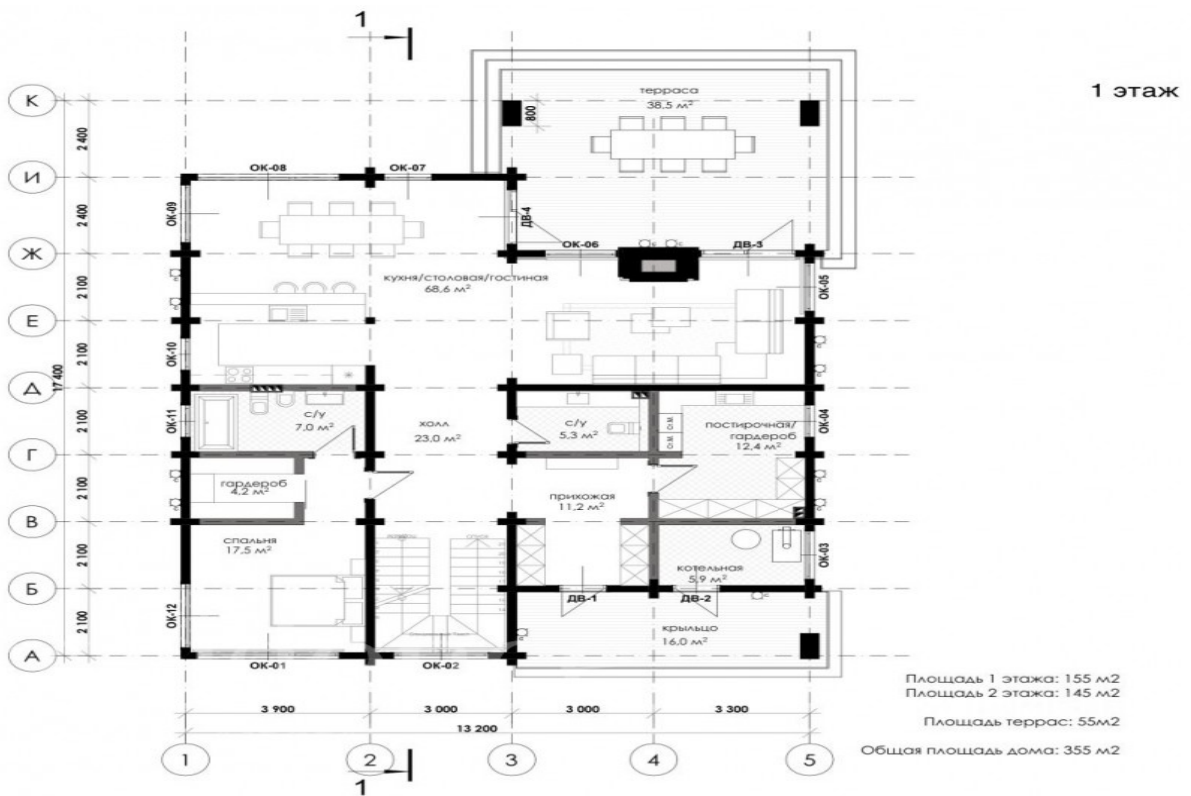 1
1 этаж
К
терраса
38,5 м²
800
2 400
И
ОК-08
ОК-07
ОК-09
2 400
ДВ-4
Ж
ОК-06
ДВ-3
кухня/столовая/гостиная
68,6 м²
ОК-05
2 100
Е
ОК-10
2 100
17 400
Д
с/у
7,0 м²
ОК-11
холл
23,0 м²
с/у
5,3 м²
постирочная/
гардероб
12,4 м²
ОК-04
2 100
Г
гардероб
4,2 м²
прихожая
11,2 м²
2 100
В
спальня
17,5 м²
котельная
5,9 м²
ОК-03
2 100
Б
ДВ-1
ДВ-2
ОК-12
крыльцо
16,0 м²
2 100
А
ОК-01
ОК-02
Площадь 1 этажа: 155 м2
Площадь 2 этажа: 145 м2
Площадь террас: 55м2
Общая площадь дома: 355 м2
3 900
3 000
3 000
3 300
13 200
1
2
3
4
5
1